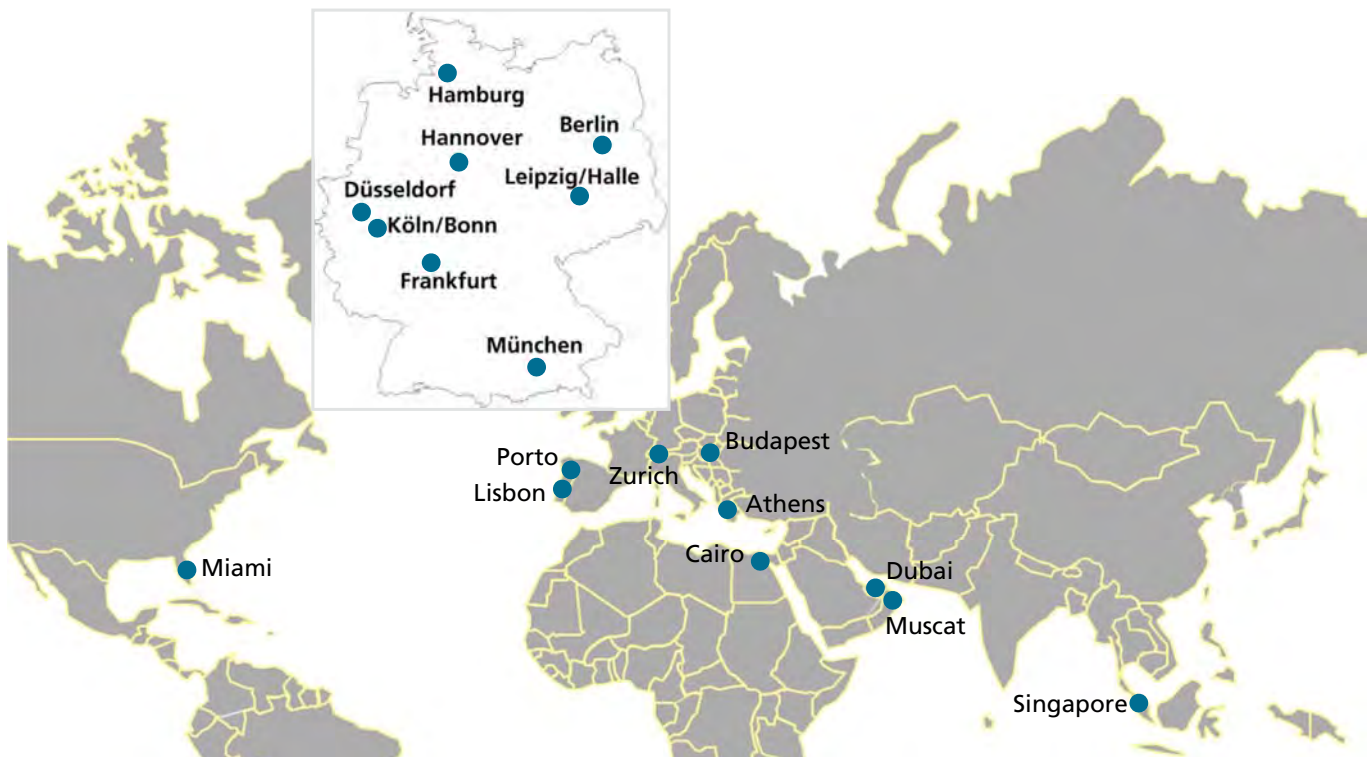 Hamburg
Berlin
Hannover
Leipzig/Halle
Düsseldorf
Köln/Bonn
Frankfurt
München
Budapest
Porto
Zurich
Lisbon
Athens
Cairo
Miami
Dubai
Muscat
Singapore